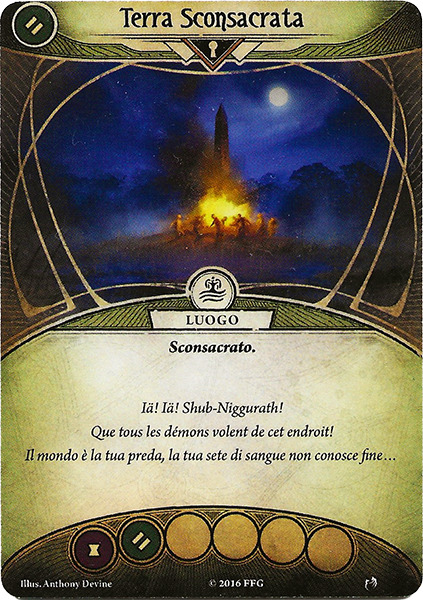 Terra Sconsacrata
LUOGO
Sconsacrato.
Iä! Iä! Shub-Niggurath!
Que tous les démons volent de cet endroit!
Il mondo è la tua preda, la tua sete di sangue non conosce fine…
Illus. Anthony Devine
© 2016 FFG